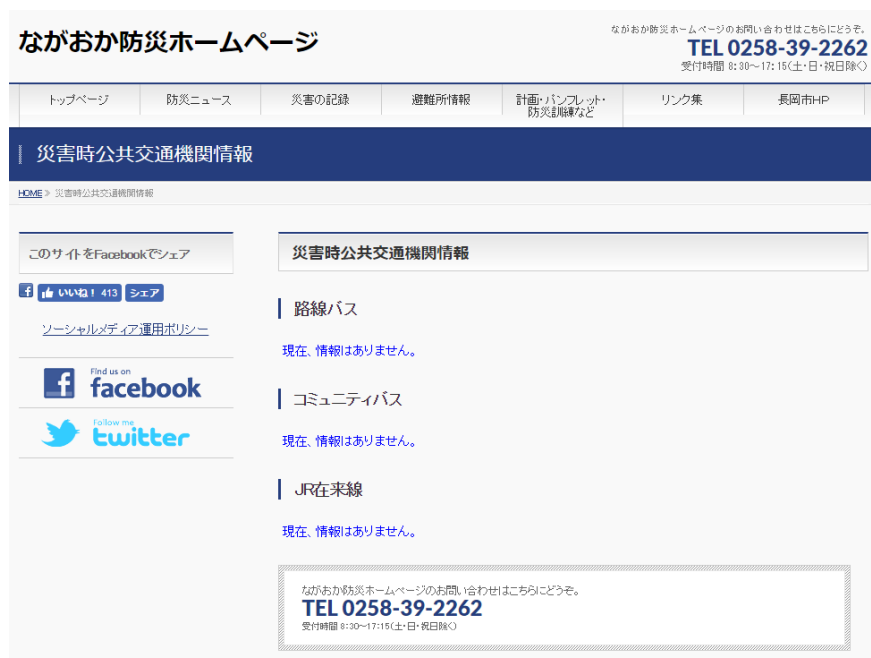 ながおか防災ホームページ
ながおか防災ホームページのお問い合わせはこちらにどうぞ。
TEL 0258-39-2262
受付時間 8:30～17:15(土・日・祝日除く)
トップページ
防災ニュース
災害の記録
避難所情報
計画・パンフレット・
防災訓練など
リンク集
長岡市HP
災害時公共交通機関情報
HOME » 災害時公共交通機関情報
このサイトをFacebookでシェア
いいね！ 413 シェア
ソーシャルメディア運用ポリシー
Find us on
facebook
Follow me
twitter
災害時公共交通機関情報
路線バス
現在、情報はありません。
コミュニティバス
現在、情報はありません。
JR在来線
現在、情報はありません。
ながおか防災ホームページのお問い合わせはこちらにどうぞ。
TEL 0258-39-2262
受付時間 8:30～17:15(土・日・祝日除く)